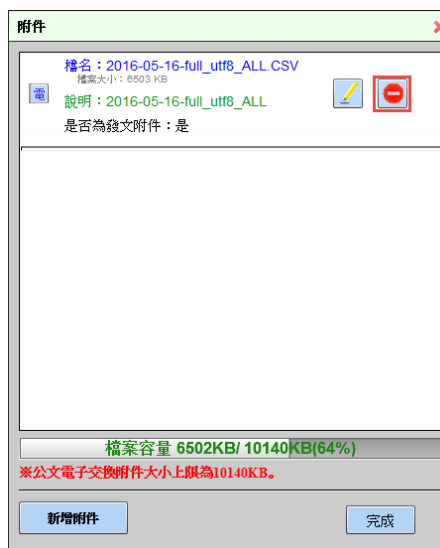 附件
檔名：2016-05-16-full_utf8_ALL.CSV
檔案大小：6503 KB
電
說明：2016-05-16-full_utf8_ALL
是否為發文附件：是
檔案容量 6502KB/ 10140KB(64%)
※公文電子交換附件大小上限為10140KB。
新增附件
完成